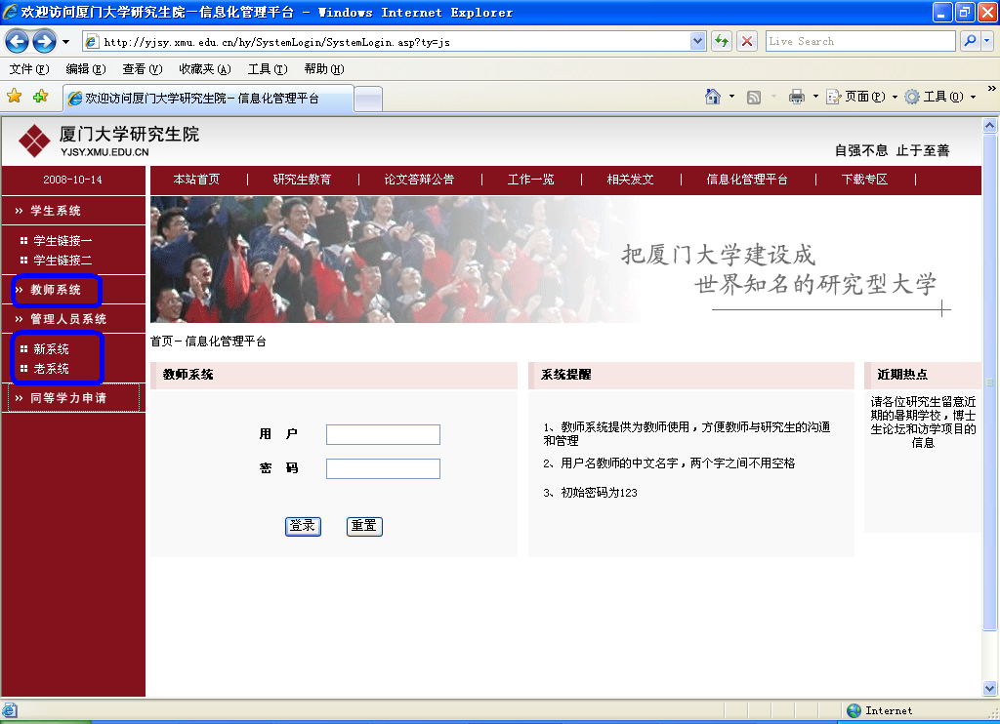 欢迎访问厦门大学研究生院-信息化管理平台 - Windows Internet Explorer
http://yjsy.xmu.edu.cn/hy/SystemLogin/SystemLogin.asp?ty=js
Live Search
文件(F) 编辑(E) 查看(V) 收藏夹(A) 工具(T) 帮助(H)
欢迎访问厦门大学研究生院-信息化管理平台
页面(P) 工具(O) »
厦门大学研究生院
YJSY.XMU.EDU.CN
自强不息 止于至善
2008-10-14
本站首页 | 研究生教育 | 论文答辩公告 | 工作一览 | 相关发文 | 信息化管理平台 | 下载专区 |
» 学生系统
学生链接一
学生链接二
» 教师系统
» 管理人员系统
新系统
老系统
» 同等学力申请
把厦门大学建设成
世界知名的研究型大学
首页-信息化管理平台
教师系统
用 户
密 码
登录 重置
系统提醒
1、教师系统提供为教师使用，方便教师与研究生的沟通
和管理
2、用户名教师的中文名字，两个字之间不用空格
3、初始密码为123
近期热点
请各位研究生留意近
期的暑期学校，博士
生论坛和访学项目的
信息
Internet